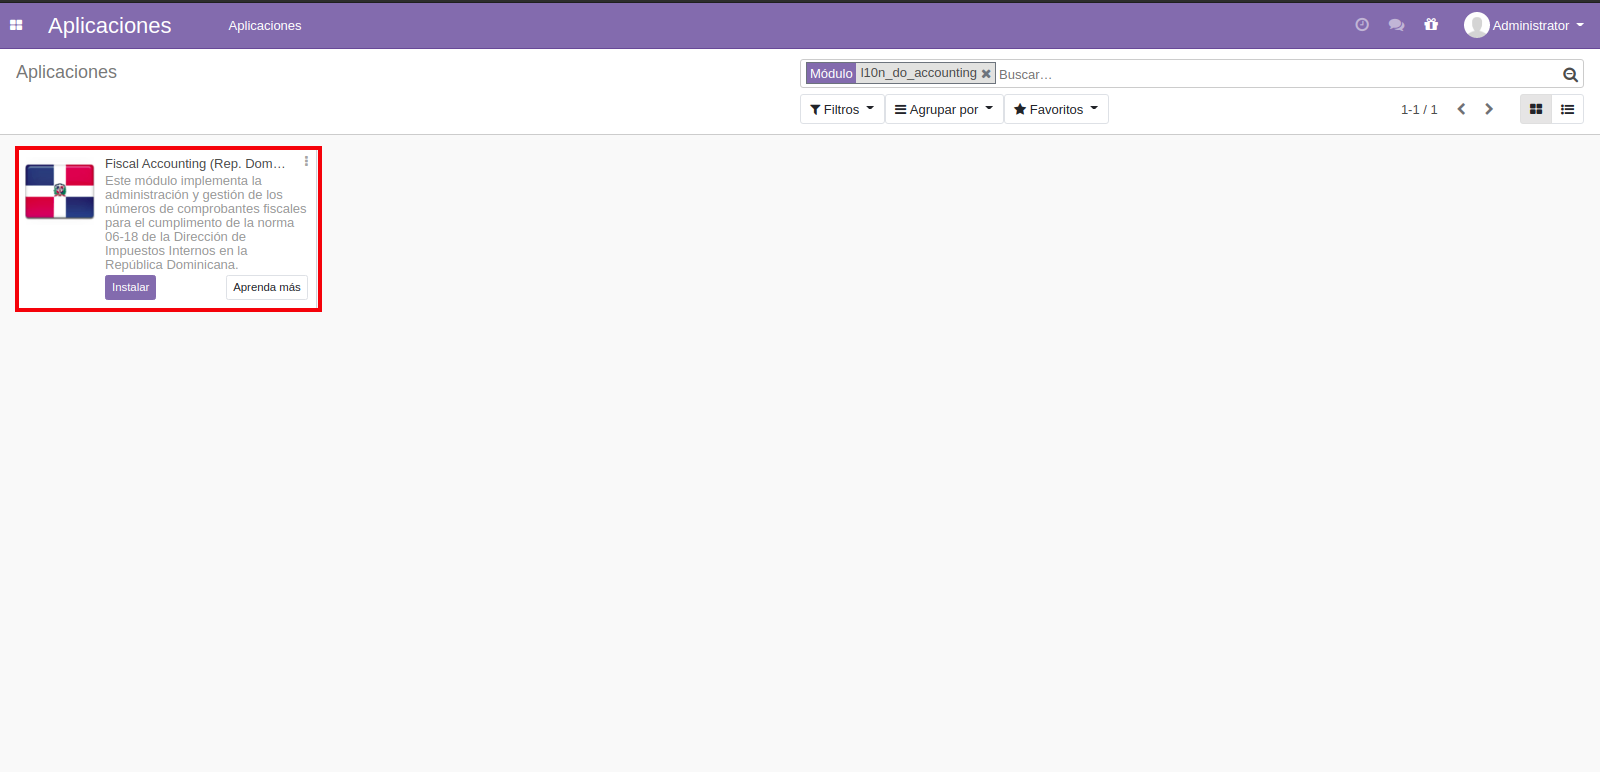 Aplicaciones
Aplicaciones
Administrator
Aplicaciones
Módulo l10n_do_accounting
Buscar...
Filtros
Agrupar por
Favoritos
1-1 / 1
Fiscal Accounting (Rep. Dom...
Este módulo implementa la
administración y gestión de los
números de comprobantes fiscales
para el cumplimento de la norma
06-18 de la Dirección de
Impuestos Internos en la
República Dominicana.
Instalar
Aprenda más